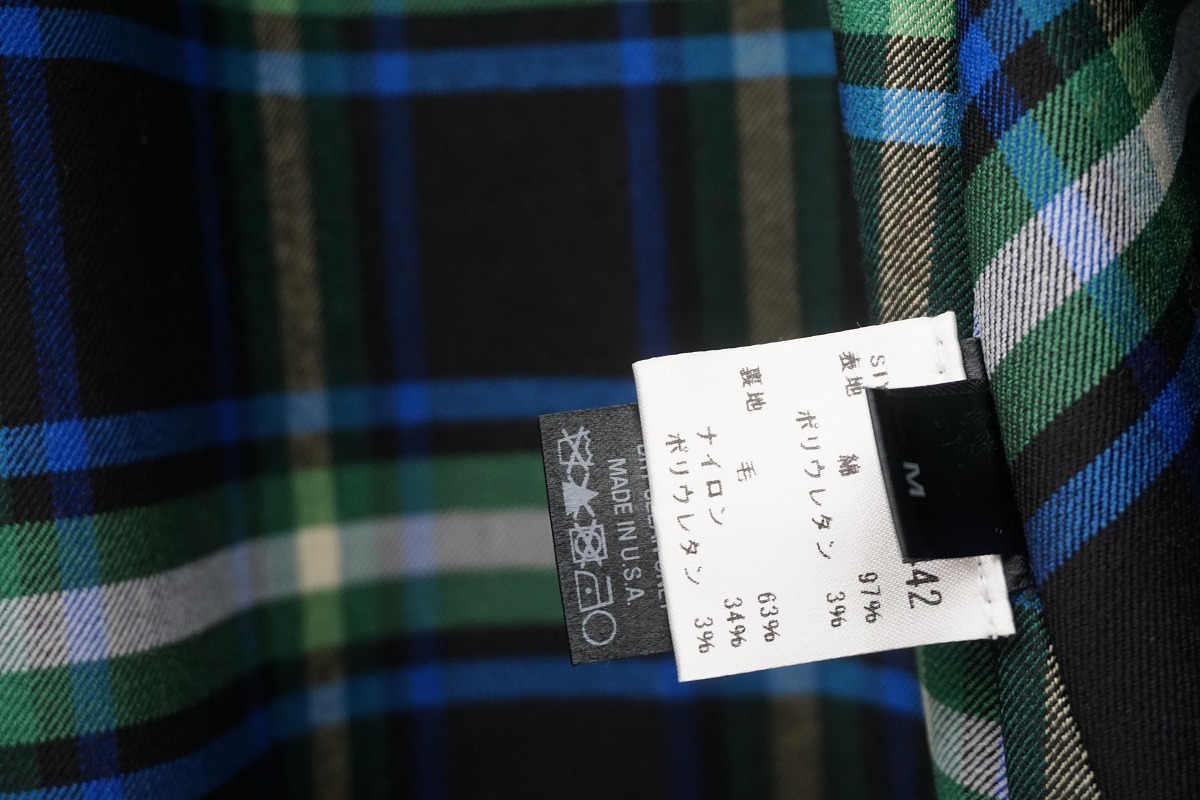 M
42
表地 綿 97%
ポリウレタン 3%
裏地 毛 63%
ナイロン 34%
ポリウレタン 3%
MADE IN U.S.A.